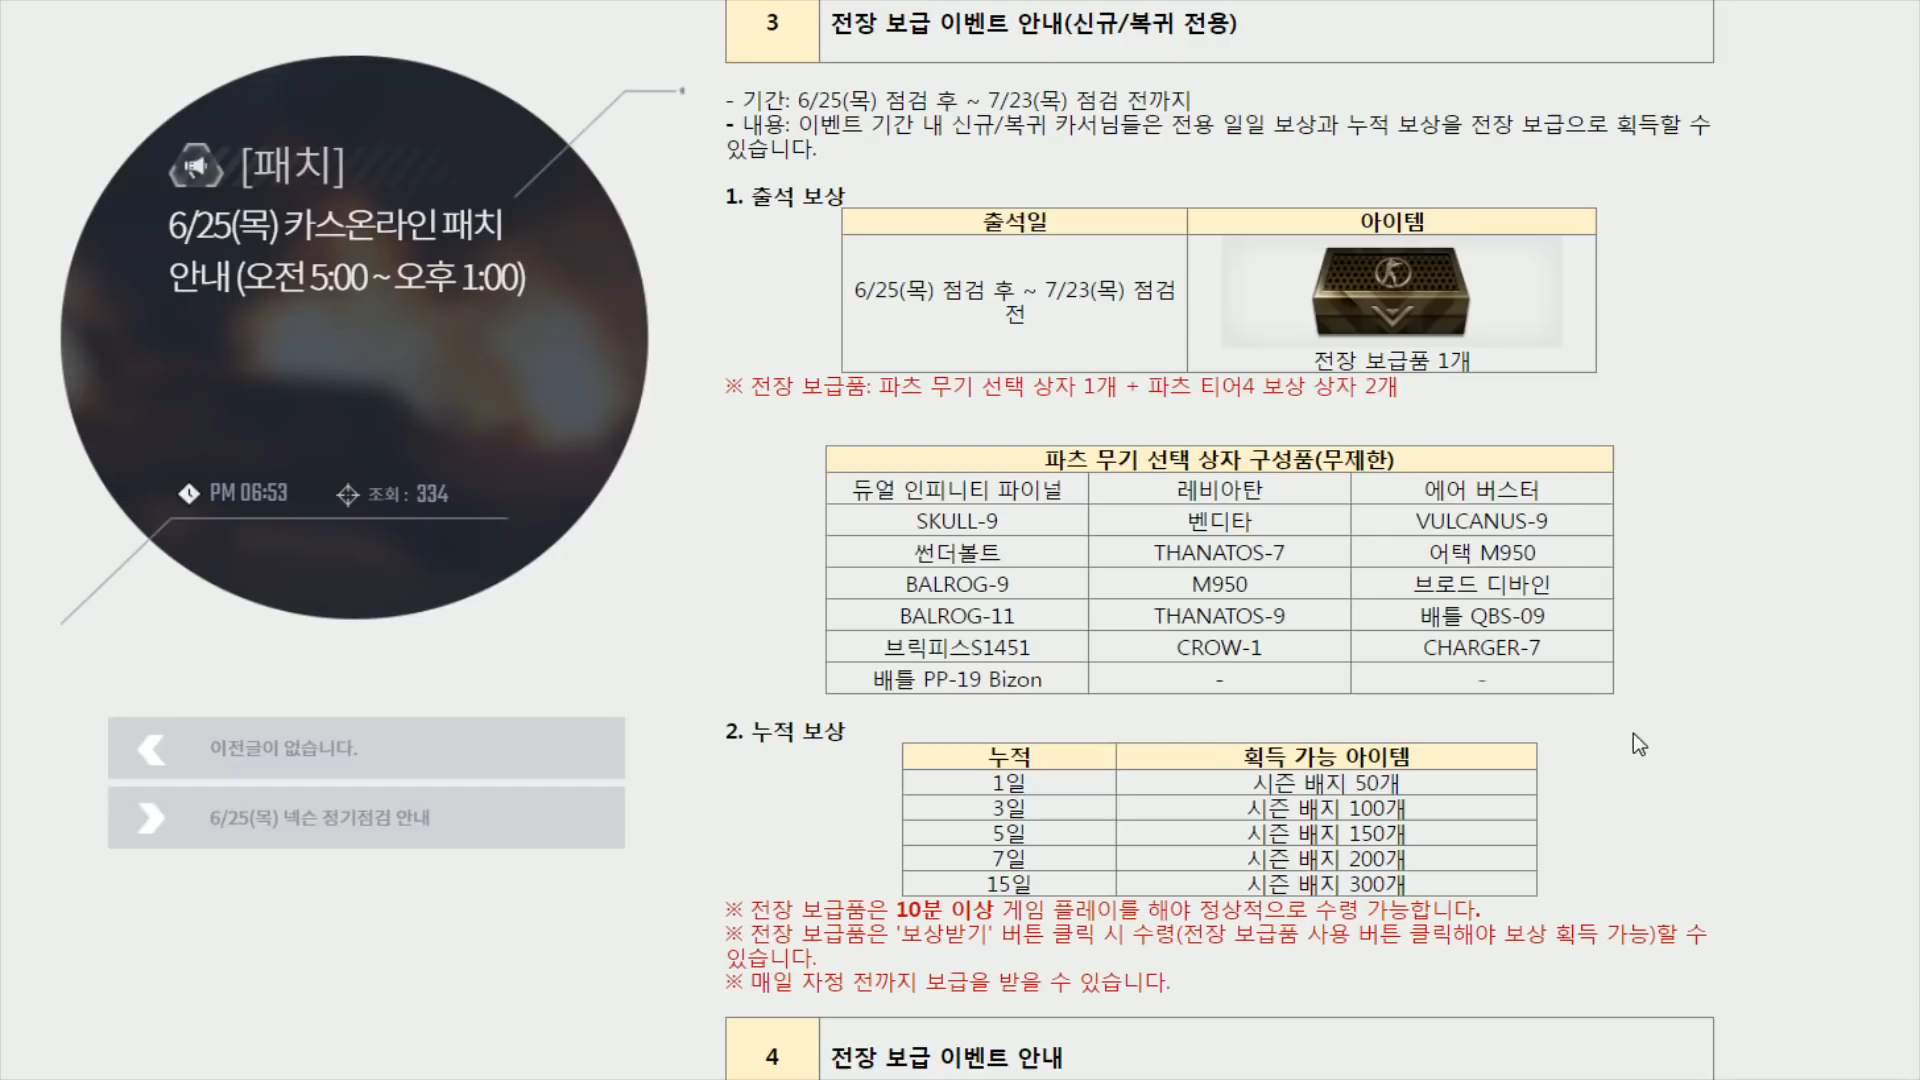 [패치]
6/25(목) 카스온라인 패치
안내 (오전 5:00 ~ 오후 1:00)
PM 06:53 조회 : 334
이전글이 없습니다.
6/25(목) 넥슨 정기점검 안내
3 전장 보급 이벤트 안내(신규/복귀 전용)
- 기간: 6/25(목) 점검 후 ~ 7/23(목) 점검 전까지
- 내용: 이벤트 기간 내 신규/복귀 카서님들은 전용 일일 보상과 누적 보상을 전장 보급으로 획득할 수
있습니다.
1. 출석 보상
출석일 아이템
6/25(목) 점검 후 ~ 7/23(목) 점검
전
전장 보급품 1개
※ 전장 보급품: 파츠 무기 선택 상자 1개 + 파츠 티어4 보상 상자 2개
파츠 무기 선택 상자 구성품(무제한)
듀얼 인피니티 파이널 레비아탄 에어 버스터
SKULL-9 벤디타 VULCANUS-9
썬더볼트 THANATOS-7 어택 M950
BALROG-9 M950 브로드 디바인
BALROG-11 THANATOS-9 배틀 QBS-09
브릭피스S1451 CROW-1 CHARGER-7
배틀 PP-19 Bizon - -
2. 누적 보상
누적 획득 가능 아이템
1일 시즌 배지 50개
3일 시즌 배지 100개
5일 시즌 배지 150개
7일 시즌 배지 200개
15일 시즌 배지 300개
※ 전장 보급품은 10분 이상 게임 플레이를 해야 정상적으로 수령 가능합니다.
※ 전장 보급품은 '보상받기' 버튼 클릭 시 수령(전장 보급품 사용 버튼 클릭해야 보상 획득 가능)할 수
있습니다.
※ 매일 자정 전까지 보급을 받을 수 있습니다.
4 전장 보급 이벤트 안내